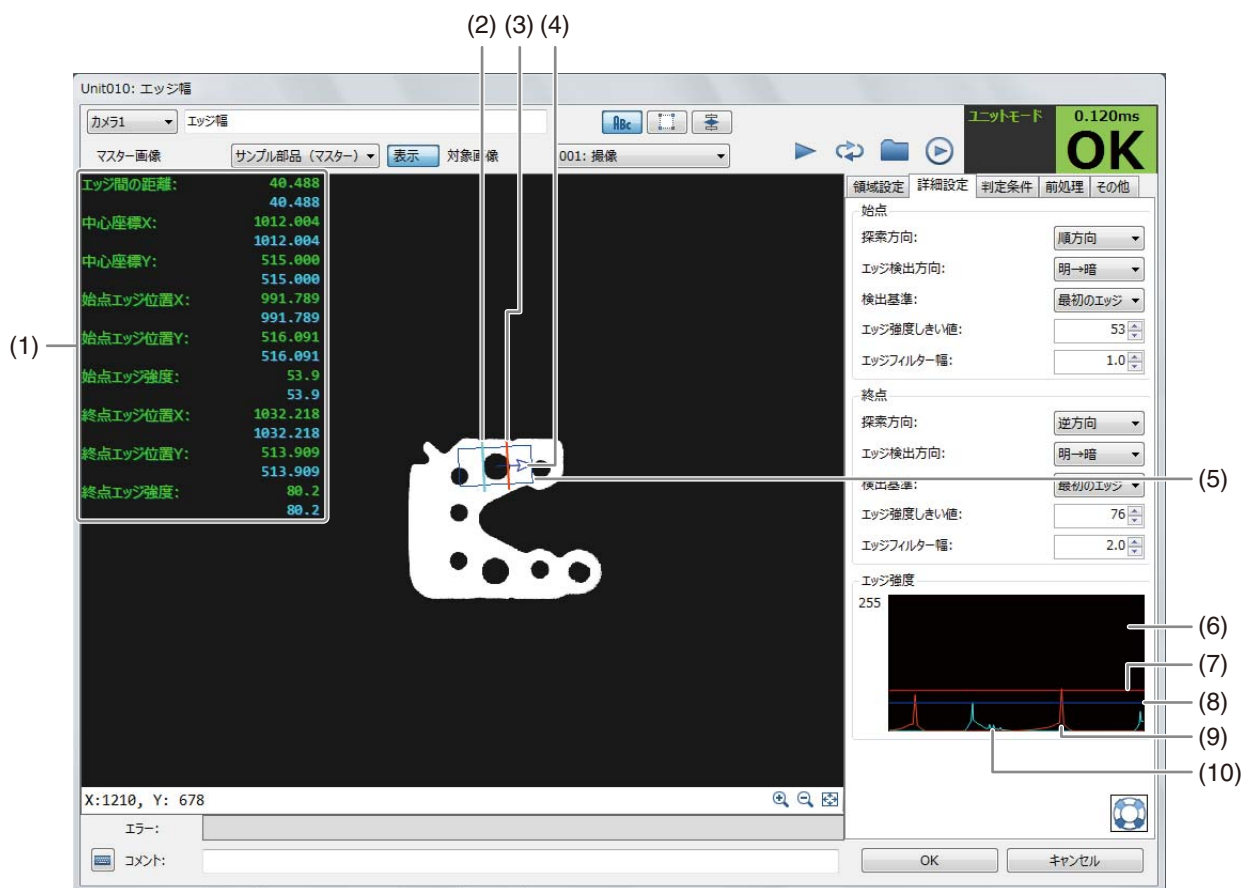 (2) (3) (4)
Unit010: エッジ幅
カメラ1 エッジ幅 ABC
ユニットモード 0.120ms
OK
マスター画像 サンプル部品（マスター） 表示 対象画像 001: 撮像
領域設定 詳細設定 判定条件 前処理 その他
(1)
エッジ間の距離: 40.488
40.488
中心座標X: 1012.004
1012.004
中心座標Y: 515.000
515.000
始点エッジ位置X: 991.789
991.789
始点エッジ位置Y: 516.091
516.091
始点エッジ強度: 53.9
53.9
終点エッジ位置X: 1032.218
1032.218
終点エッジ位置Y: 513.909
513.909
終点エッジ強度: 80.2
80.2
始点
探索方向: 順方向
エッジ検出方向: 明→暗
検出基準: 最初のエッジ
エッジ強度しきい値: 53
エッジフィルター幅: 1.0
終点
探索方向: 逆方向
エッジ検出方向: 明→暗
検出基準: 最初のエッジ
(5)
エッジ強度しきい値: 76
エッジフィルター幅: 2.0
エッジ強度
255
(6)
(7)
(8)
(9)
(10)
X:1210, Y: 678
エラー:
コメント:
OK キャンセル